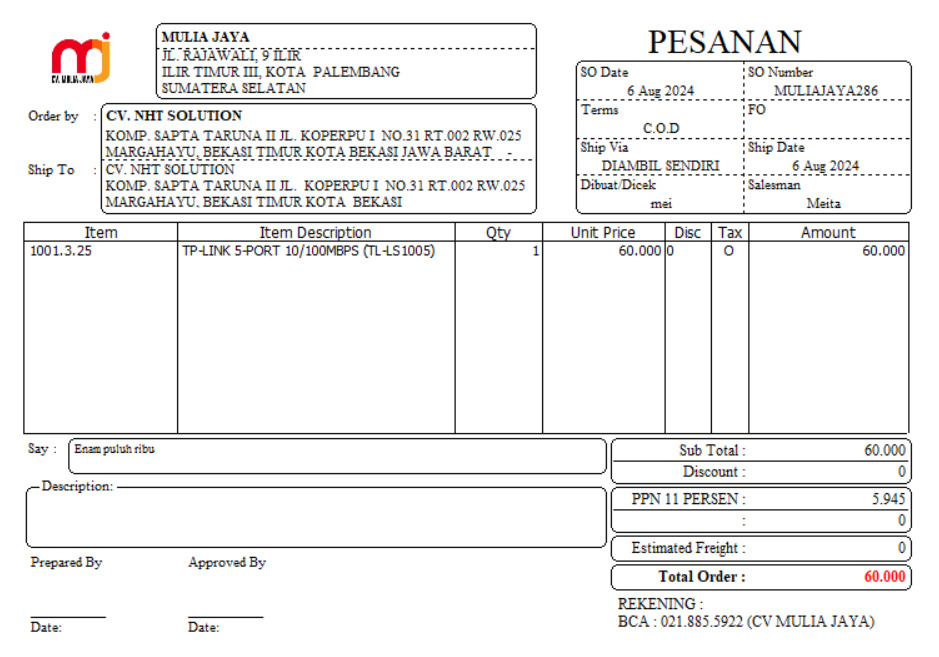 mj
CV. MULIA JAYA
MULIA JAYA
JL. RAJAWALI, 9 ILIR
ILIR TIMUR III, KOTA PALEMBANG
SUMATERA SELATAN
PESANAN
SO Date
6 Aug 2024
SO Number
MULIAJAYA286
Terms
C.O.D
FO
Ship Via
DIAMBIL SENDIRI
Ship Date
6 Aug 2024
Dibuat/Dicek
mei
Salesman
Meita
Order by : CV. NHT SOLUTION
KOMP. SAPTA TARUNA II JL. KOPERPU I NO.31 RT.002 RW.025
MARGAHAYU, BEKASI TIMUR KOTA BEKASI JAWA BARAT -
Ship To : CV. NHT SOLUTION
KOMP. SAPTA TARUNA II JL. KOPERPU I NO.31 RT.002 RW.025
MARGAHAYU. BEKASI TIMUR KOTA BEKASI
Item Item Description Qty Unit Price Disc Tax Amount
1001.3.25 TP-LINK 5-PORT 10/100MBPS (TL-LS1005) 1 60.000 0 O 60.000
Say : Enam puluh ribu
Sub Total : 60.000
Discount : 0
Description:
PPN 11 PERSEN : 5.945
: 0
Estimated Freight : 0
Total Order : 60.000
Prepared By Approved By
REKENING :
BCA : 021.885.5922 (CV MULIA JAYA)
Date: Date: